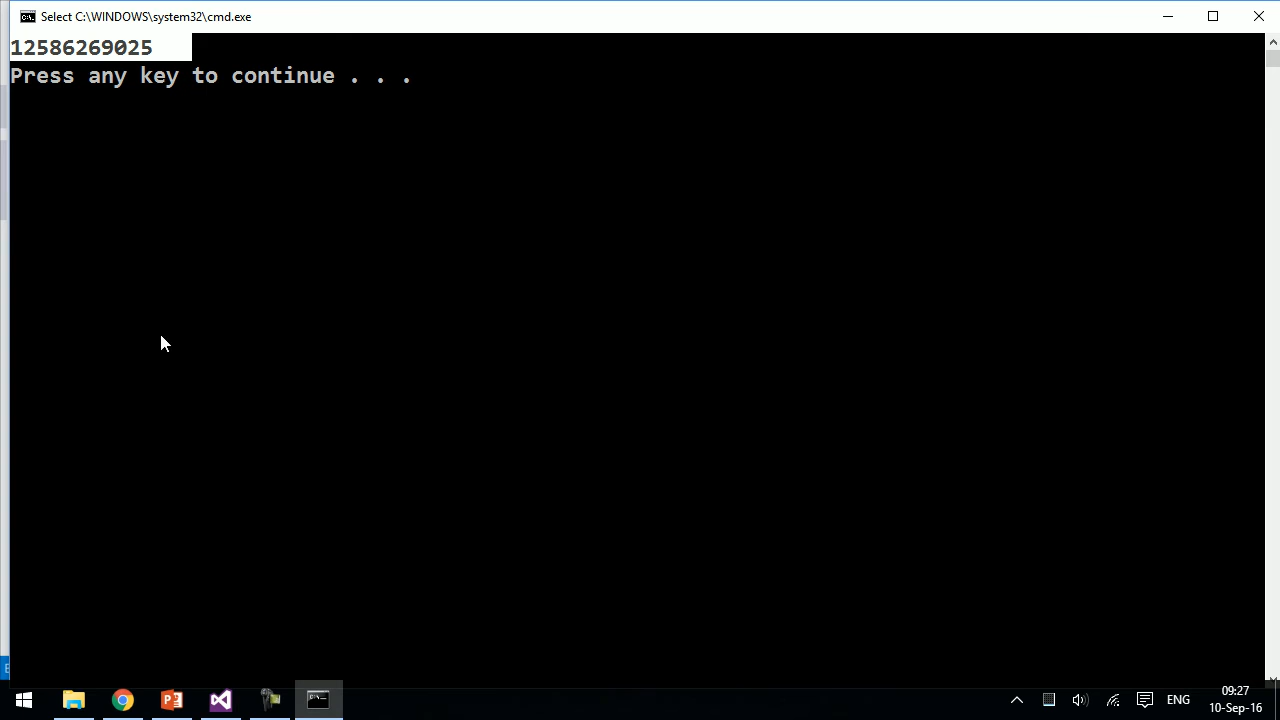 Select C:\WINDOWS\system32\cmd.exe
12586269025
Press any key to continue . . .
ENG
09:27
10-Sep-16